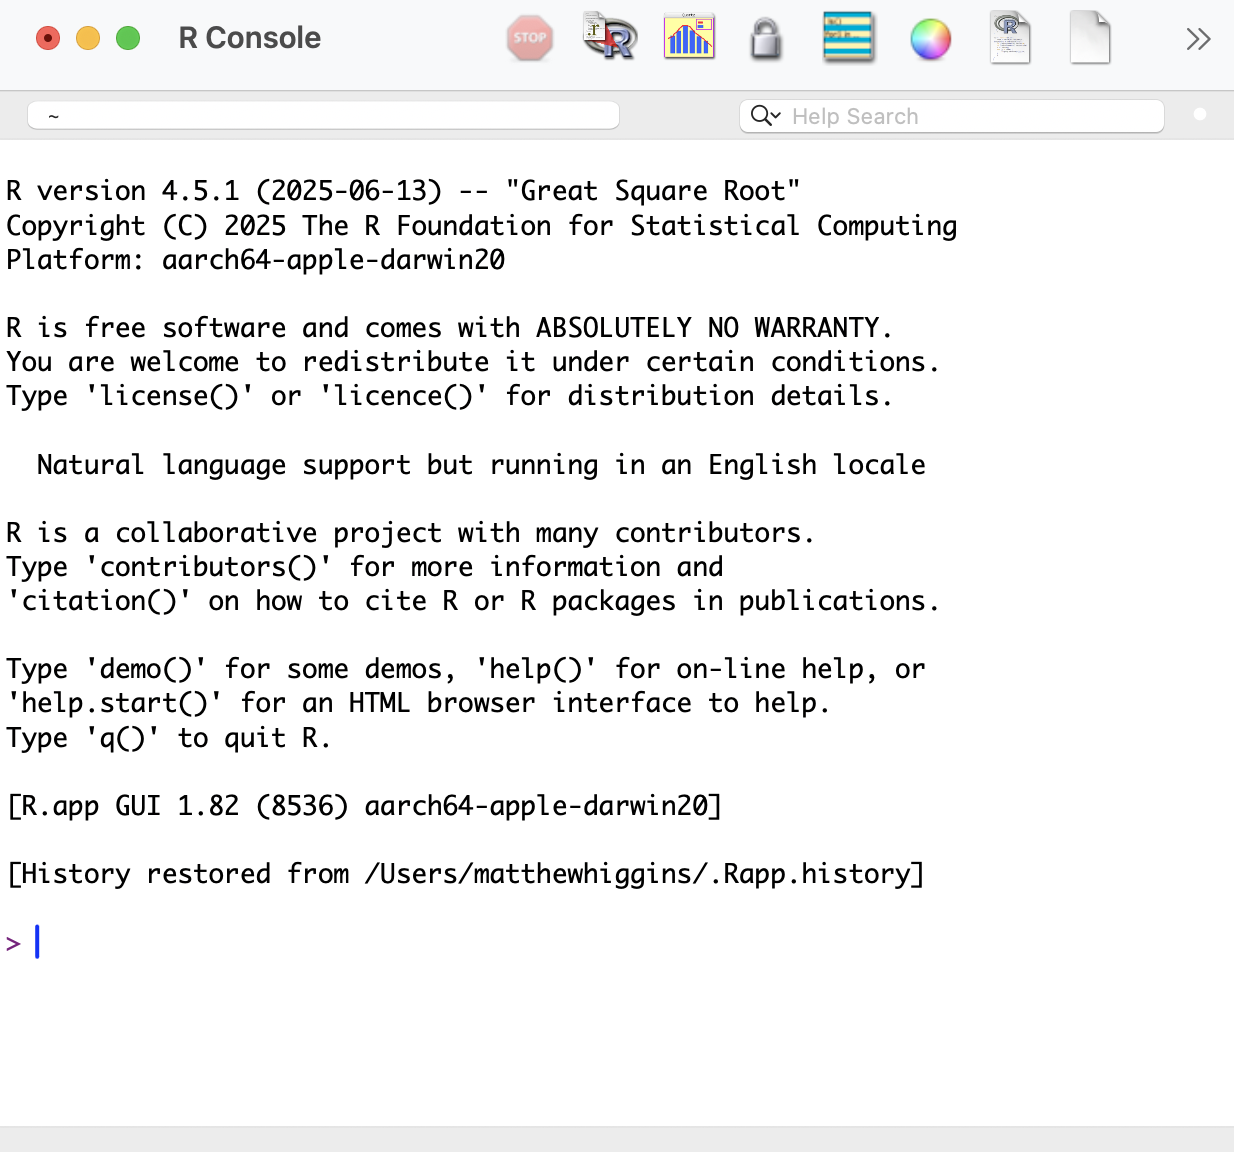 R Console
STOP
~
Help Search
R version 4.5.1 (2025-06-13) -- "Great Square Root"
Copyright (C) 2025 The R Foundation for Statistical Computing
Platform: aarch64-apple-darwin20
R is free software and comes with ABSOLUTELY NO WARRANTY.
You are welcome to redistribute it under certain conditions.
Type 'license()' or 'licence()' for distribution details.
Natural language support but running in an English locale
R is a collaborative project with many contributors.
Type 'contributors()' for more information and
'citation()' on how to cite R or R packages in publications.
Type 'demo()' for some demos, 'help()' for on-line help, or
'help.start()' for an HTML browser interface to help.
Type 'q()' to quit R.
[R.app GUI 1.82 (8536) aarch64-apple-darwin20]
[History restored from /Users/matthewhiggins/.Rapp.history]
>